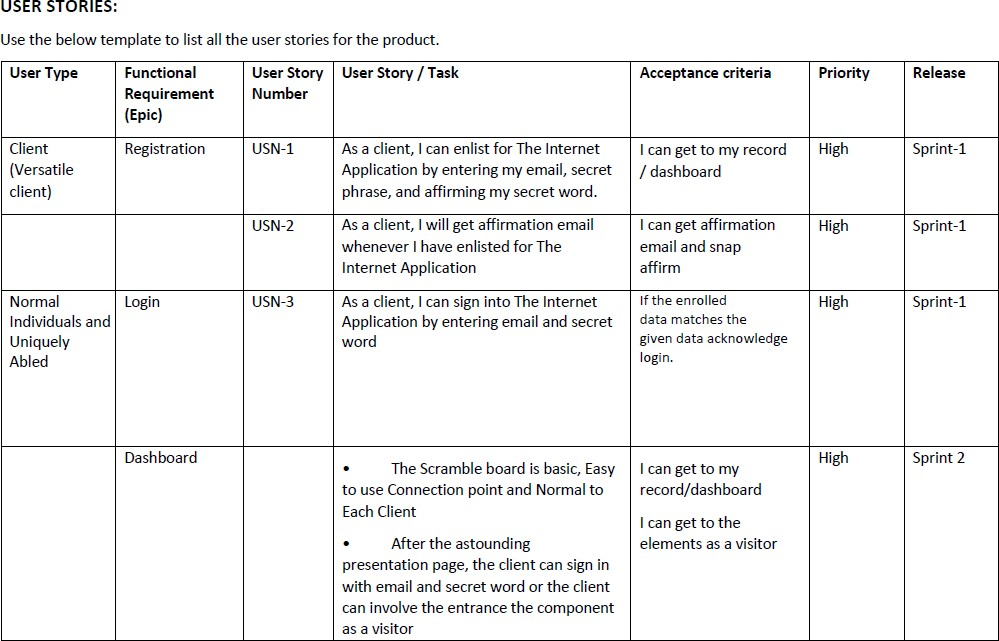 USER STORIES:
Use the below template to list all the user stories for the product.
User Type
Functional
Requirement
(Epic)
User Story
Number
User Story / Task
Acceptance criteria
Priority
Release
Client
(Versatile
client)
Registration
USN-1
As a client, I can enlist for The Internet
Application by entering my email, secret
phrase, and affirming my secret word.
I can get to my record
/ dashboard
High
Sprint-1
USN-2
As a client, I will get affirmation email
whenever I have enlisted for The
Internet Application
I can get affirmation
email and snap
affirm
High
Sprint-1
Normal
Individuals and
Uniquely
Abled
Login
USN-3
As a client, I can sign into The Internet
Application by entering email and secret
word
If the enrolled
data matches the
given data acknowledge
login.
High
Sprint-1
Dashboard
• The Scramble board is basic, Easy
to use Connection point and Normal to
Each Client
• After the astounding
presentation page, the client can sign in
with email and secret word or the client
can involve the entrance the component
as a visitor
I can get to my
record/dashboard
I can get to the
elements as a visitor
High
Sprint 2